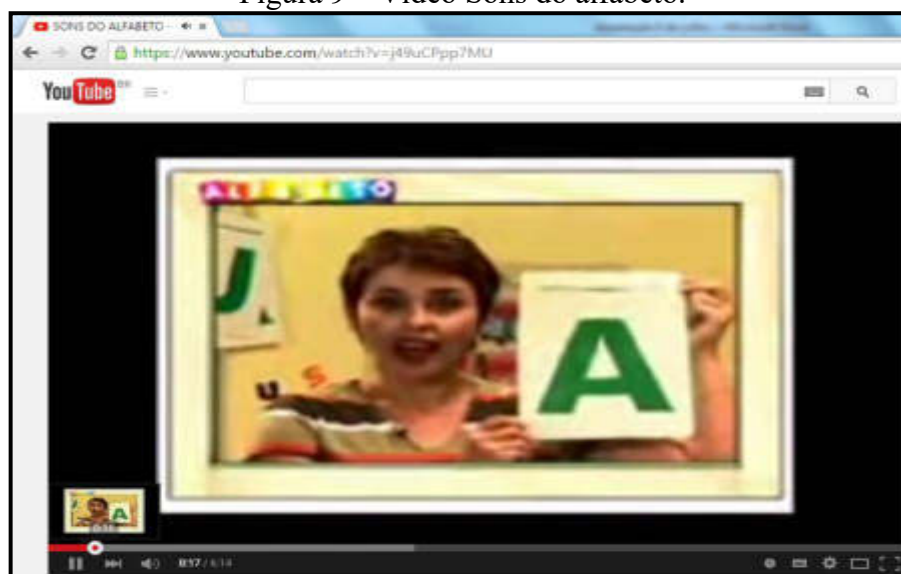 Figura 9 – Vídeo Sons do alfabeto.
SONS DO ALFABETO -
https://www.youtube.com/watch?v=j49uCPpp7MU
YouTube BR
ALFABETO
J
U S
A
0:17 / 6:14